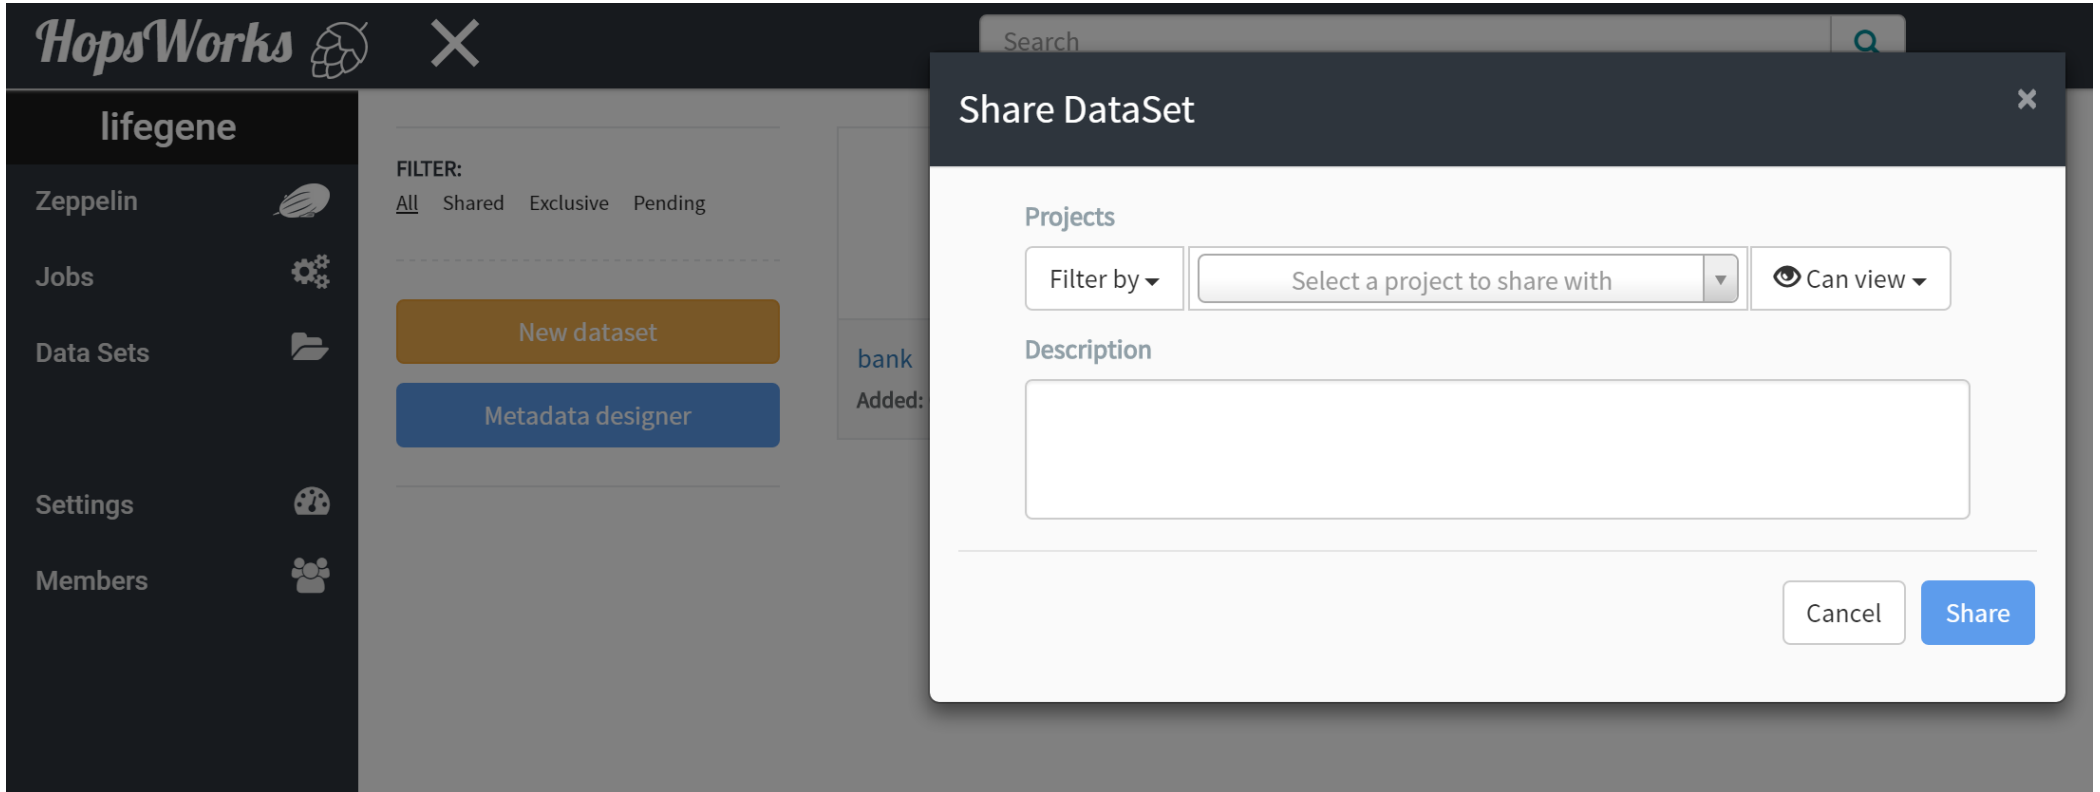 HopsWorks
Search
lifegene
Zeppelin
Jobs
Data Sets
Settings
Members
FILTER:
All Shared Exclusive Pending
New dataset
Metadata designer
bank
Added:
Share DataSet
×
Projects
Filter by
Select a project to share with
Can view
Description
Cancel
Share